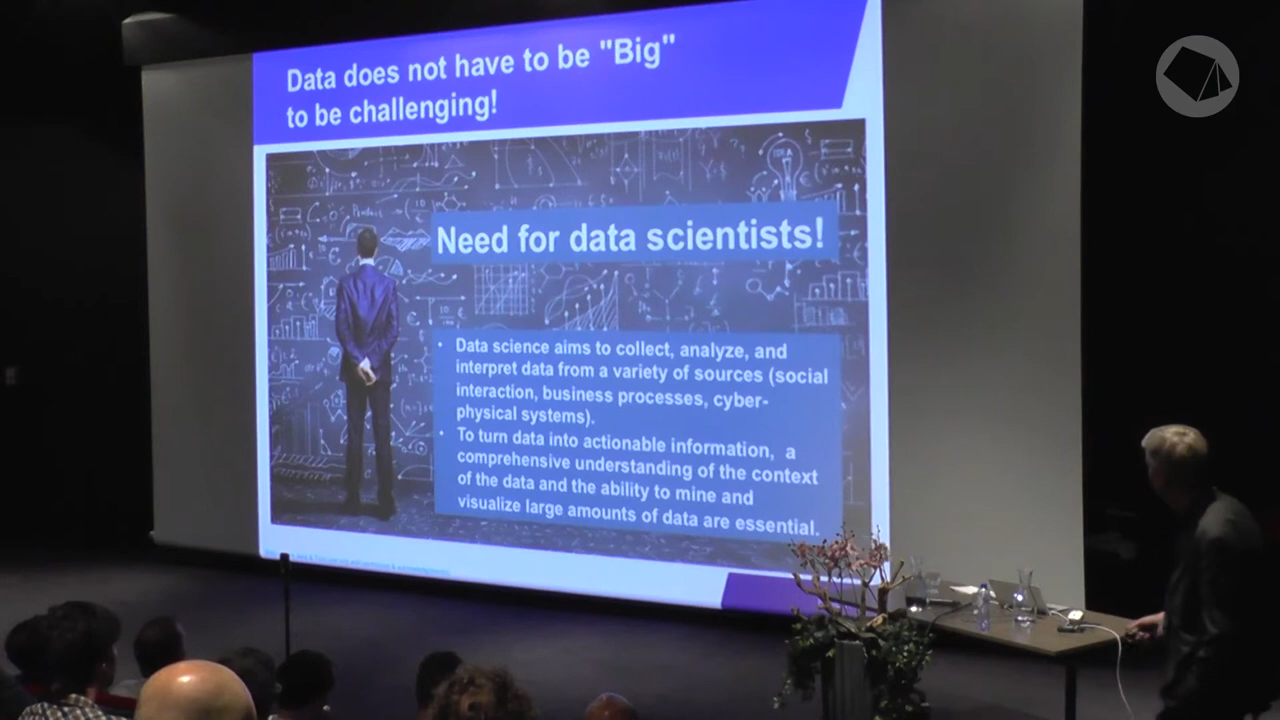 Data does not have to be "Big"
to be challenging!
IDEA
Need for data scientists!
• Data science aims to collect, analyze, and
interpret data from a variety of sources (social
interaction, business processes, cyber-
physical systems).
• To turn data into actionable information, a
comprehensive understanding of the context
of the data and the ability to mine and
visualize large amounts of data are essential.